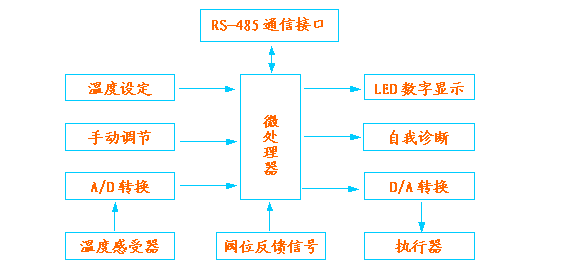 RS-485通信接口
温度设定
LED数字显示
微处理器
手动调节
自我诊断
A/D转换
D/A转换
温度感受器
阀位反馈信号
执行器